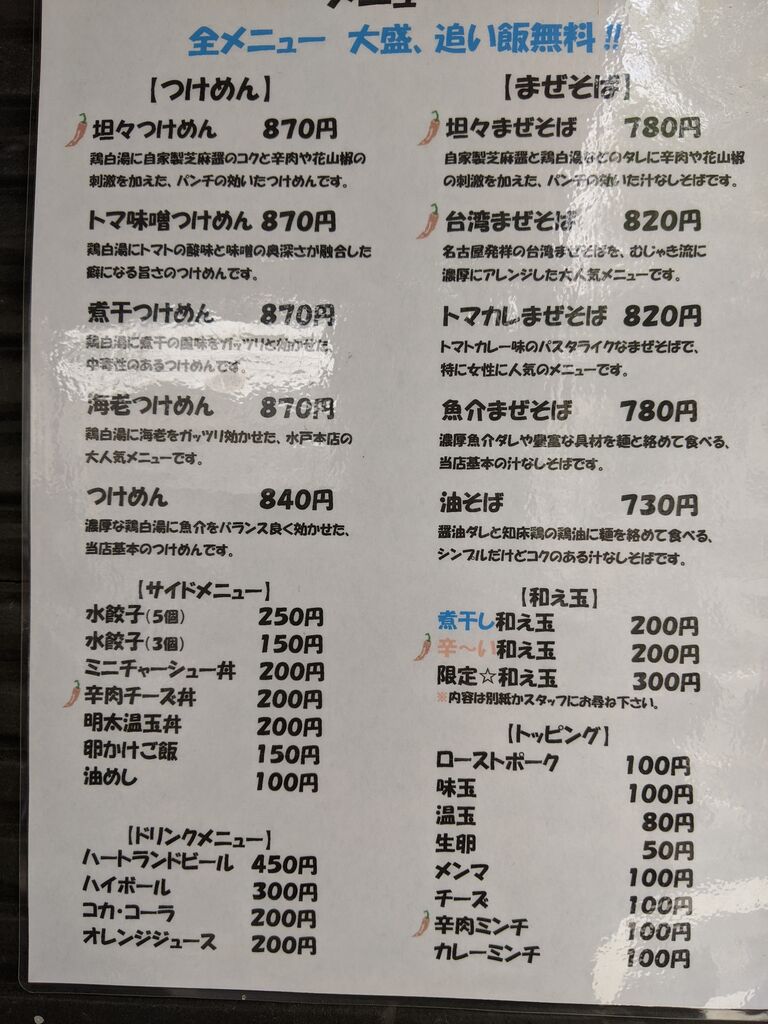 メニュー
全メニュー 大盛、追い飯無料!!
【つけめん】
坦々つけめん 870円
鶏白湯に自家製芝麻醤のコクと辛肉や花山椒の
刺激を加えた、パンチの効いたつけめんです。
トマ味噌つけめん 870円
鶏白湯にトマトの酸味と味噌の奥深さが融合した
癖になる旨さのつけめんです。
煮干つけめん 870円
鶏白湯に煮干の風味をガッツリと効かせた、
中毒性のあるつけめんです。
海老つけめん 870円
鶏白湯に海老をガッツリ効かせた、水戸本店の
大人気メニューです。
つけめん 840円
濃厚な鶏白湯に魚介をバランス良く効かせた、
当店基本のつけめんです。
【サイドメニュー】
水餃子(5個) 250円
水餃子(3個) 150円
ミニチャーシュー丼 200円
辛肉チーズ丼 200円
明太温玉丼 200円
卵かけご飯 150円
油めし 100円
【ドリンクメニュー】
ハートランドビール 450円
ハイボール 300円
コカ・コーラ 200円
オレンジジュース 200円
【まぜそば】
坦々まぜそば 780円
自家製芝麻醤と鶏白湯などのタレに辛肉や花山椒
の刺激を加えた、パンチの効いた汁なしそばです。
台湾まぜそば 820円
名古屋発祥の台湾まぜそばを、むじゃき流に
濃厚にアレンジした大人気メニューです。
トマカレまぜそば 820円
トマトカレー味のパスタライクなまぜそばで、
特に女性に人気のメニューです。
魚介まぜそば 780円
濃厚魚介ダレや豊富な具材を麺と絡めて食べる、
当店基本の汁なしそばです。
油そば 730円
醤油ダレと知床鶏の鶏油に麺を絡めて食べる、
シンプルだけどコクのある汁なしそばです。
【和え玉】
煮干し和え玉 200円
辛〜い和え玉 200円
限定☆和え玉 300円
※内容は別紙かスタッフにお尋ね下さい。
【トッピング】
ローストポーク 100円
味玉 100円
温玉 80円
生卵 50円
メンマ 100円
チーズ 100円
辛肉ミンチ 100円
カレーミンチ 100円